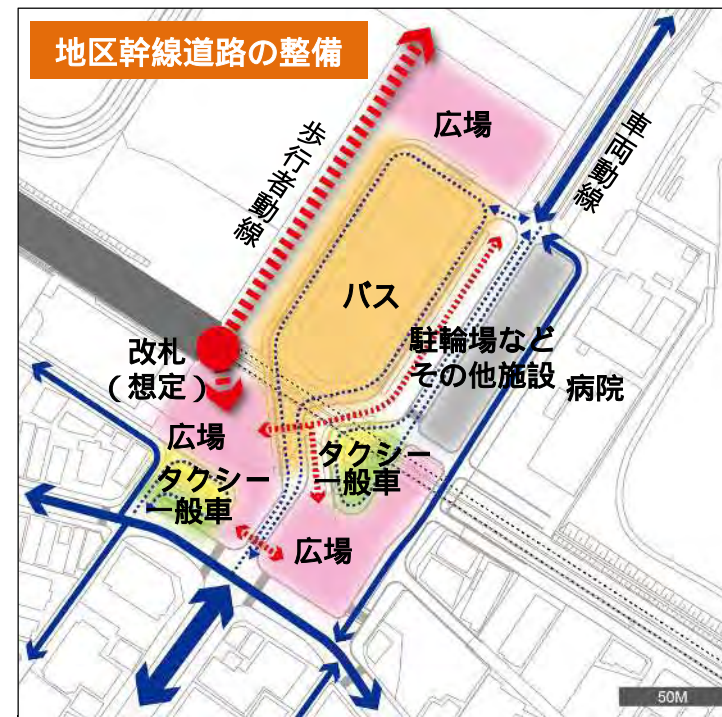 地区幹線道路の整備
広場
歩行者動線
車両動線
バス
改札
（想定）
駐輪場など
その他施設
病院
広場
タクシー
一般車
タクシー
一般車
広場
50M